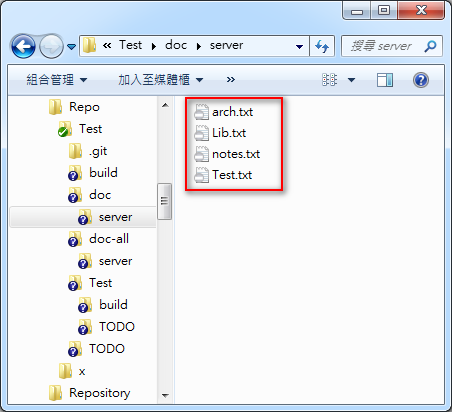 « Test doc server
搜尋 server
組合管理 加入至媒體櫃 »
Repo
Test
.git
build
doc
server
doc-all
server
Test
build
TODO
TODO
x
Repository
arch.txt
Lib.txt
notes.txt
Test.txt